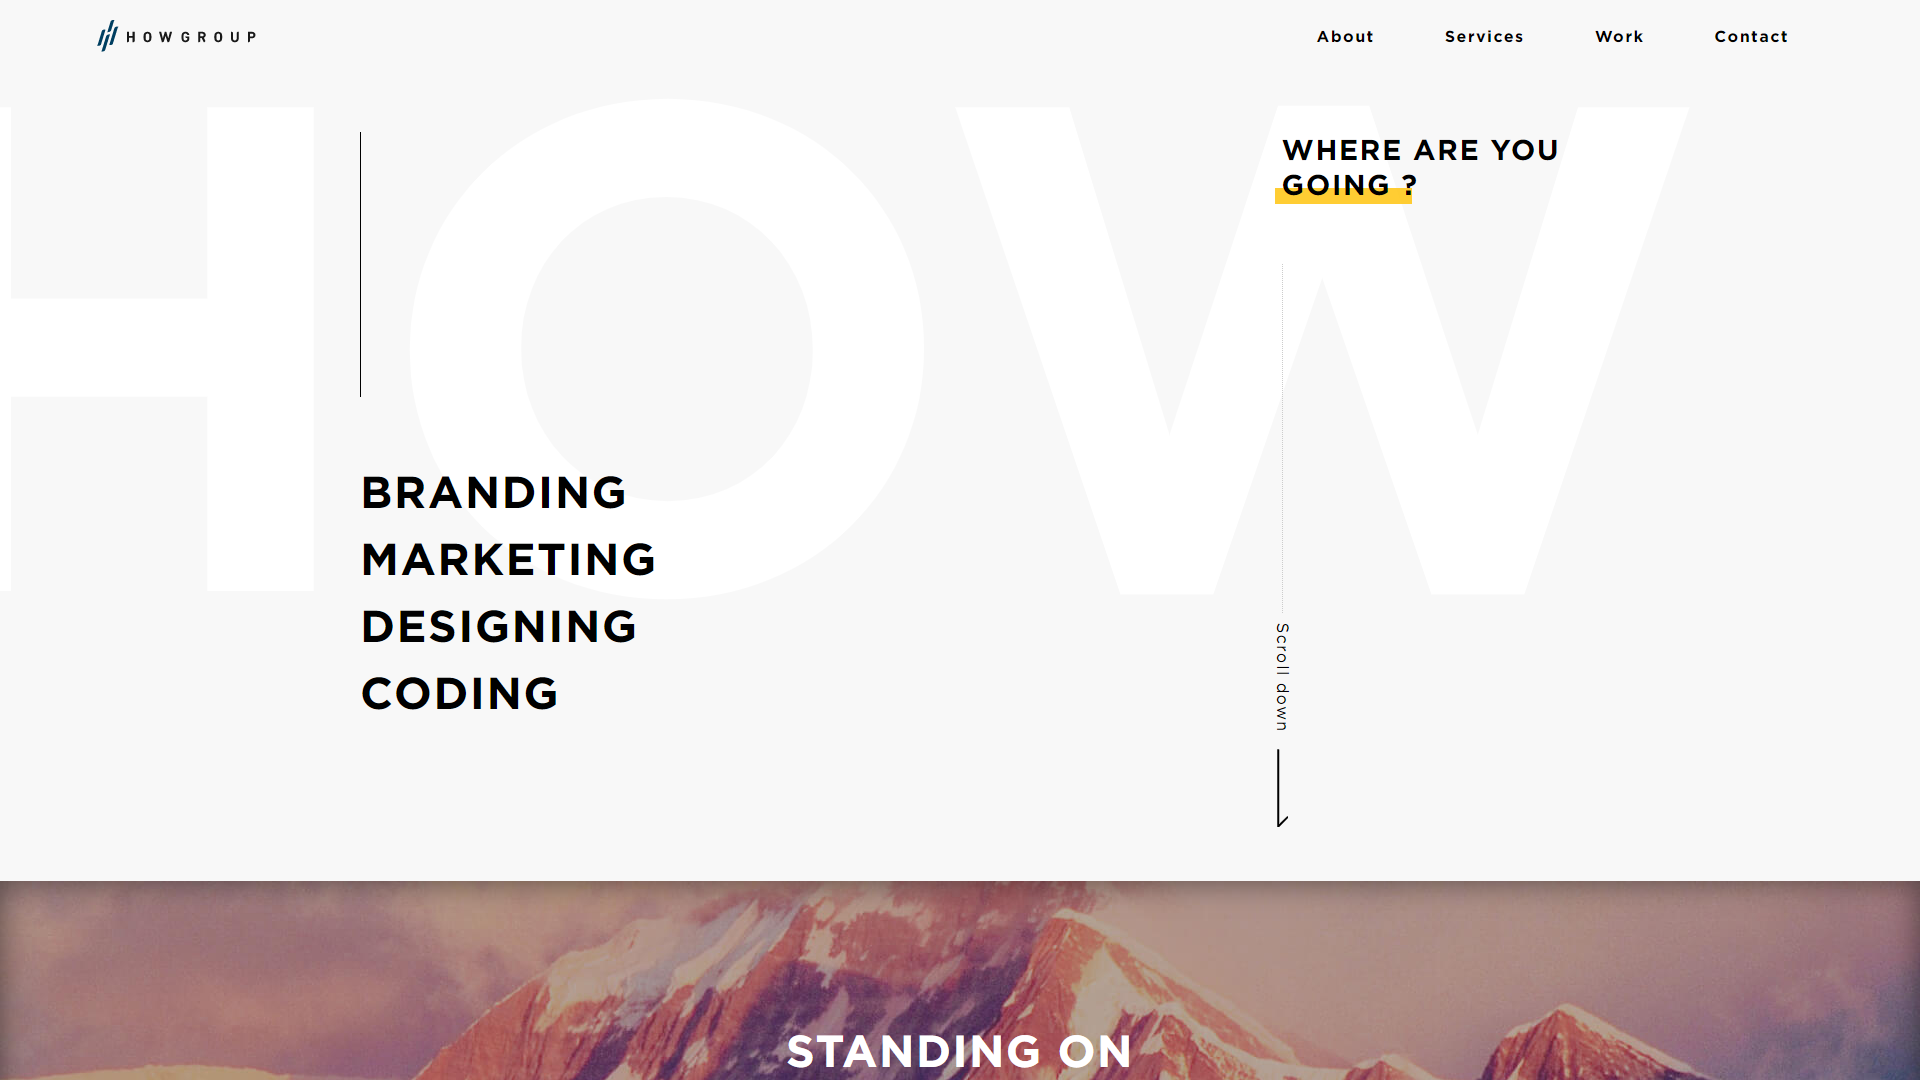 HOWGROUP
About
Services
Work
Contact
HOW
WHERE ARE YOU
GOING ?
BRANDING
MARKETING
DESIGNING
CODING
Scroll down
STANDING ON